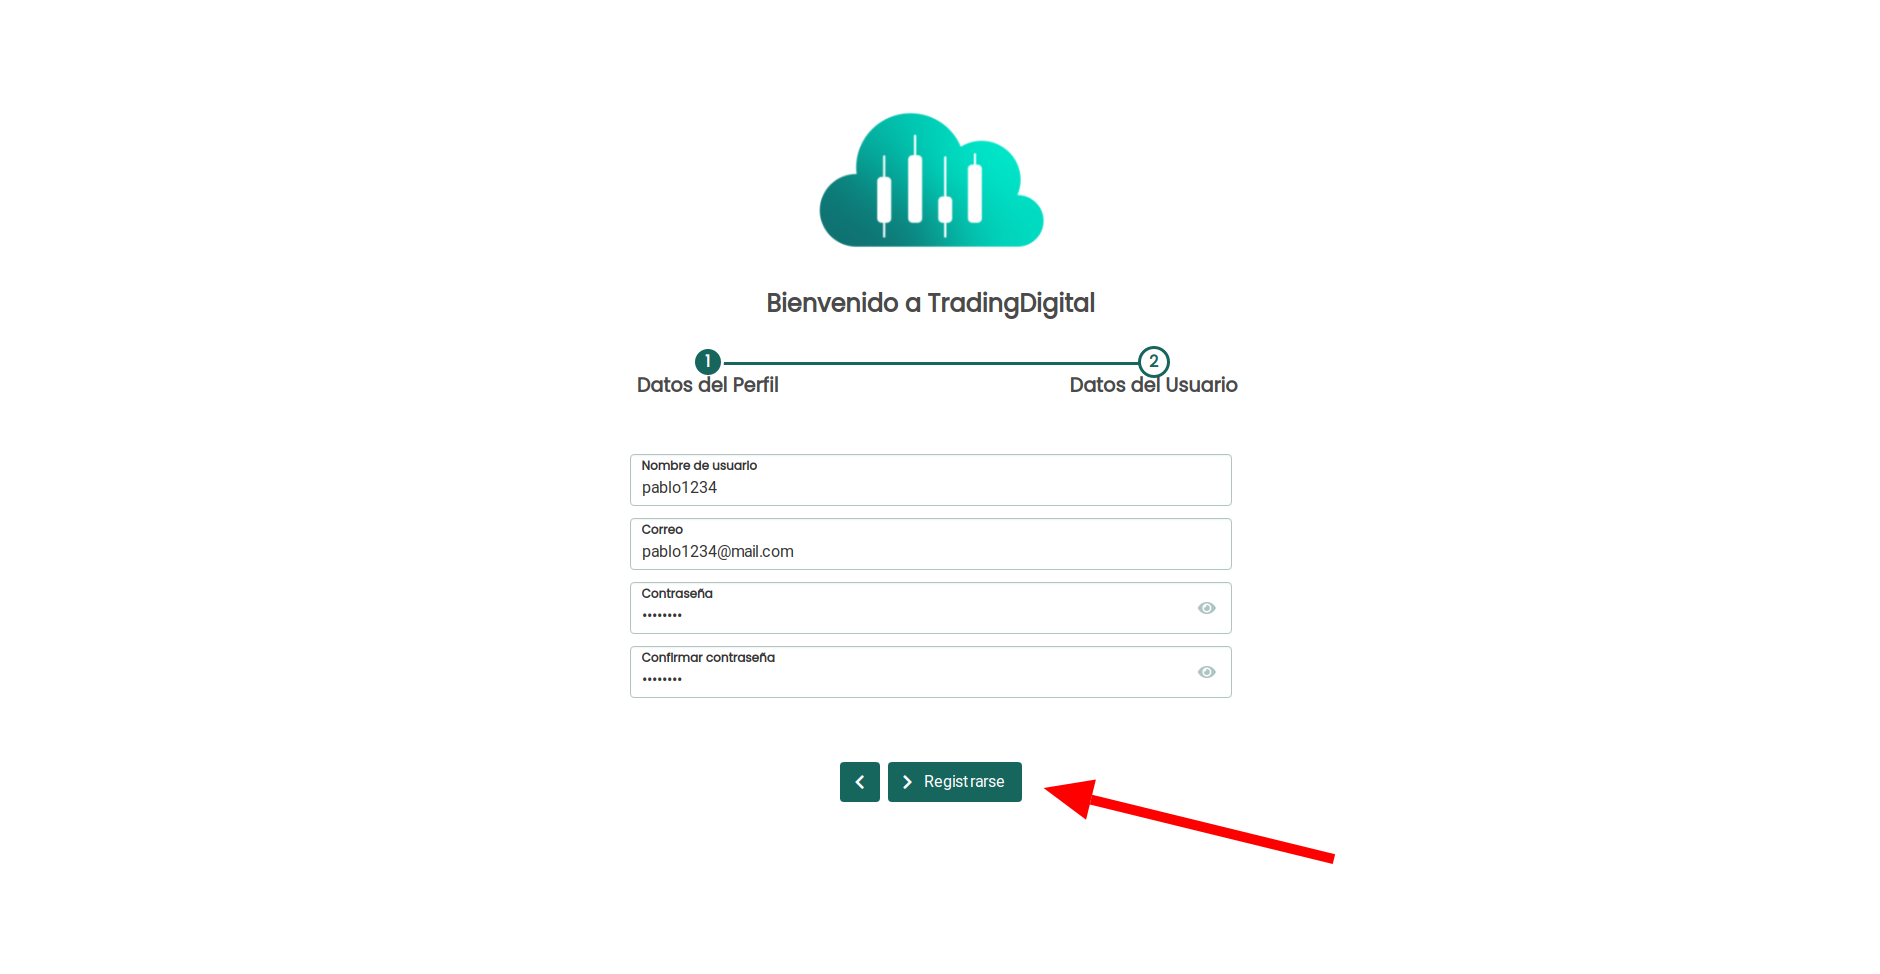 Bienvenido a TradingDigital
1
2
Datos del Perfil
Datos del Usuario
Nombre de usuario
pablo1234
Correo
pablo1234@mail.com
Contraseña
••••••••
Confirmar contraseña
••••••••
Registrarse